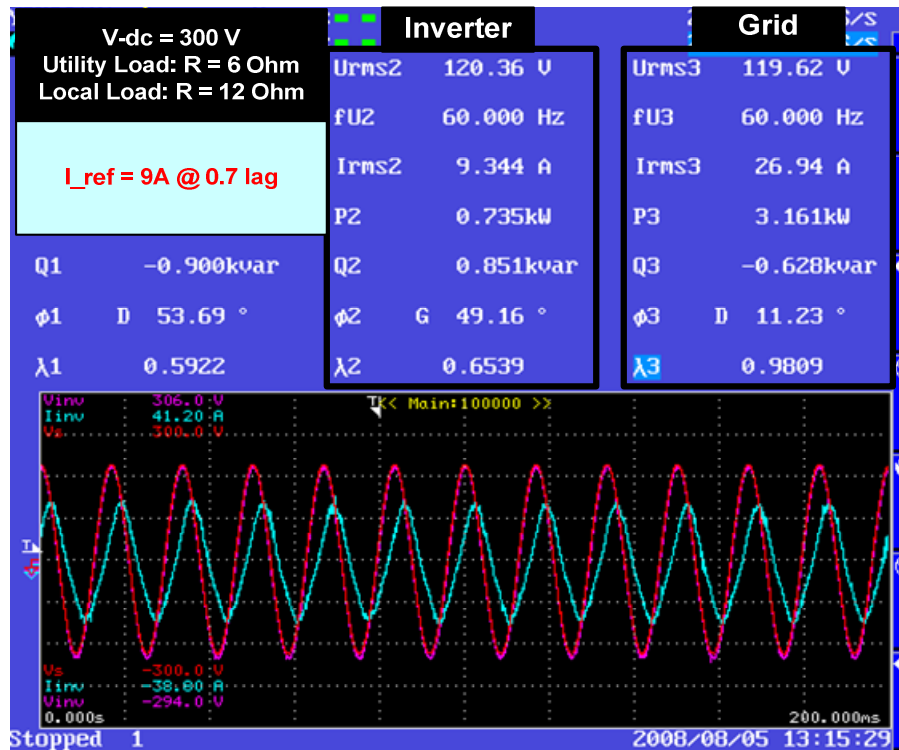 V-dc = 300 V
Utility Load: R = 6 Ohm
Local Load: R = 12 Ohm
I_ref = 9A @ 0.7 lag
Inverter
Grid
Urms2 120.36 V
Urms3 119.62 V
fU2 60.000 Hz
fU3 60.000 Hz
Irms2 9.344 A
Irms3 26.94 A
P2 0.735kW
P3 3.161kW
Q1 -0.900kvar
Q2 0.851kvar
Q3 -0.628kvar
ϕ1 D 53.69 °
ϕ2 G 49.16 °
ϕ3 D 11.23 °
λ1 0.5922
λ2 0.6539
λ3 0.9809
Vinv 306.0 V
Iinv 41.20 A
Vs 300.0 V
<< Main:100000 >>
T
T
Vs -300.0 V
Iinv -38.80 A
Vinv -294.0 V
0.000s
200.000ms
Stopped 1
2008/08/05 13:15:29